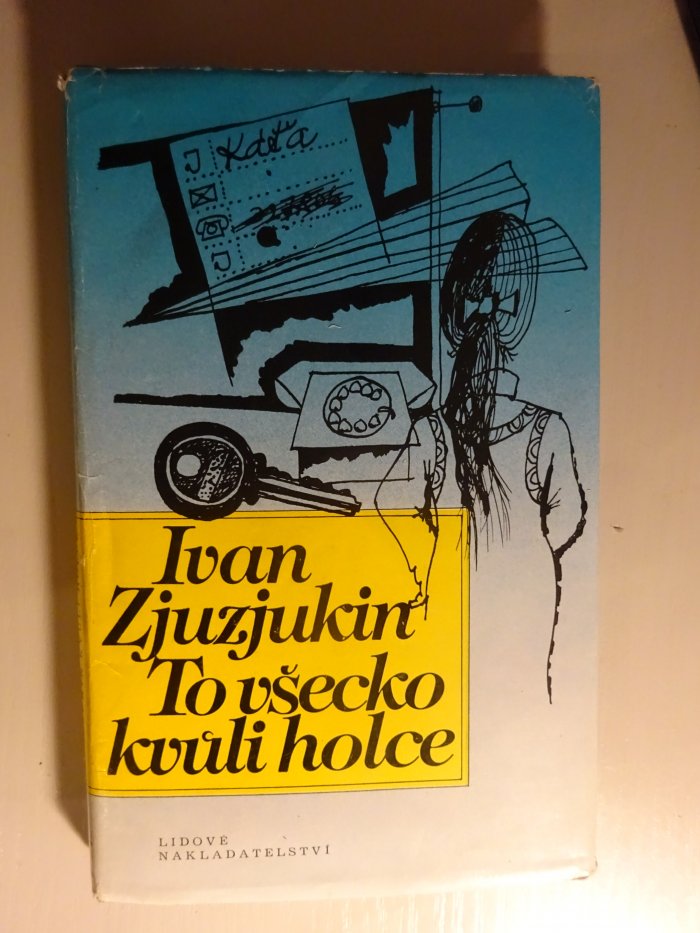 Káťa
Ivan
Zjuzjukin
To všecko
kvůli holce
LIDOVÉ
NAKLADATELSTVÍ